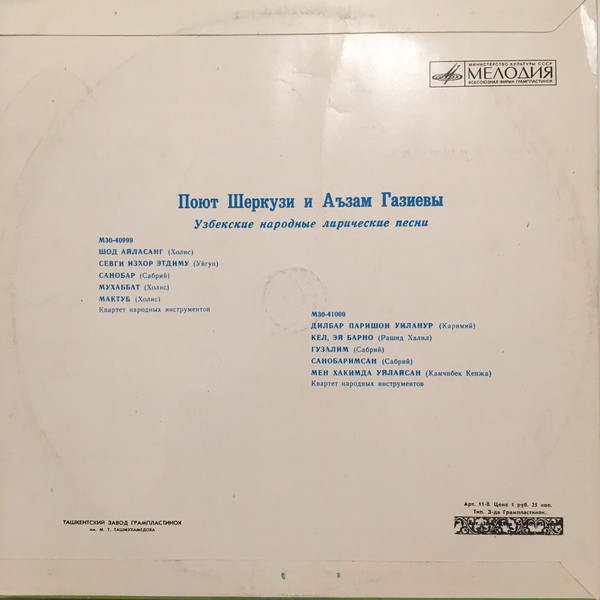 МИНИСТЕРСТВО КУЛЬТУРЫ СССР
МЕЛОДИЯ
ВСЕСОЮЗНАЯ ФИРМА ГРАМПЛАСТИНОК
Поют Шеркузи и Аъзам Газиевы
Узбекские народные лирические песни
М30-40999
ШОД АЙЛАСАНГ (Холис)
СЕВГИ ИЗХОР ЭТДИМУ (Уйгун)
САНОБАР (Сабрий)
МУХАББАТ (Холис)
МАКТУБ (Холис)
Квартет народных инструментов
М30-41000
ДИЛБАР ПАРИШОН УЙЛАНУР (Каримий)
КЕЛ, ЭЙ БАРНО (Рашид Халил)
ГУЗАЛИМ (Сабрий)
САНОБАРИМСАН (Сабрий)
МЕН ХАКИМДА УЙЛАЙСАН (Камчибек Кенжа)
Квартет народных инструментов
ТАШКЕНТСКИЙ ЗАВОД ГРАМПЛАСТИНОК
им. М. Т. ТАШМУХАМЕДОВА
Арт. 11-8. Цена 1 руб. 25 коп.
Тип. З-да Грампластинок.